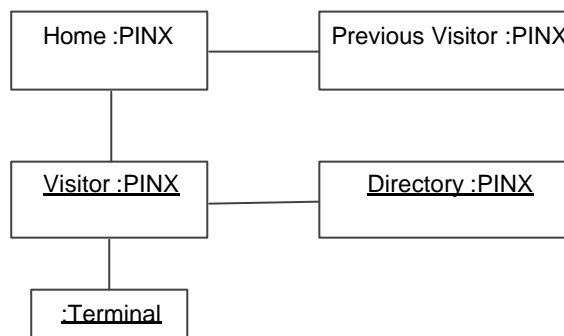 Home :PINX
Previous Visitor :PINX
Visitor :PINX
Directory :PINX
:Terminal